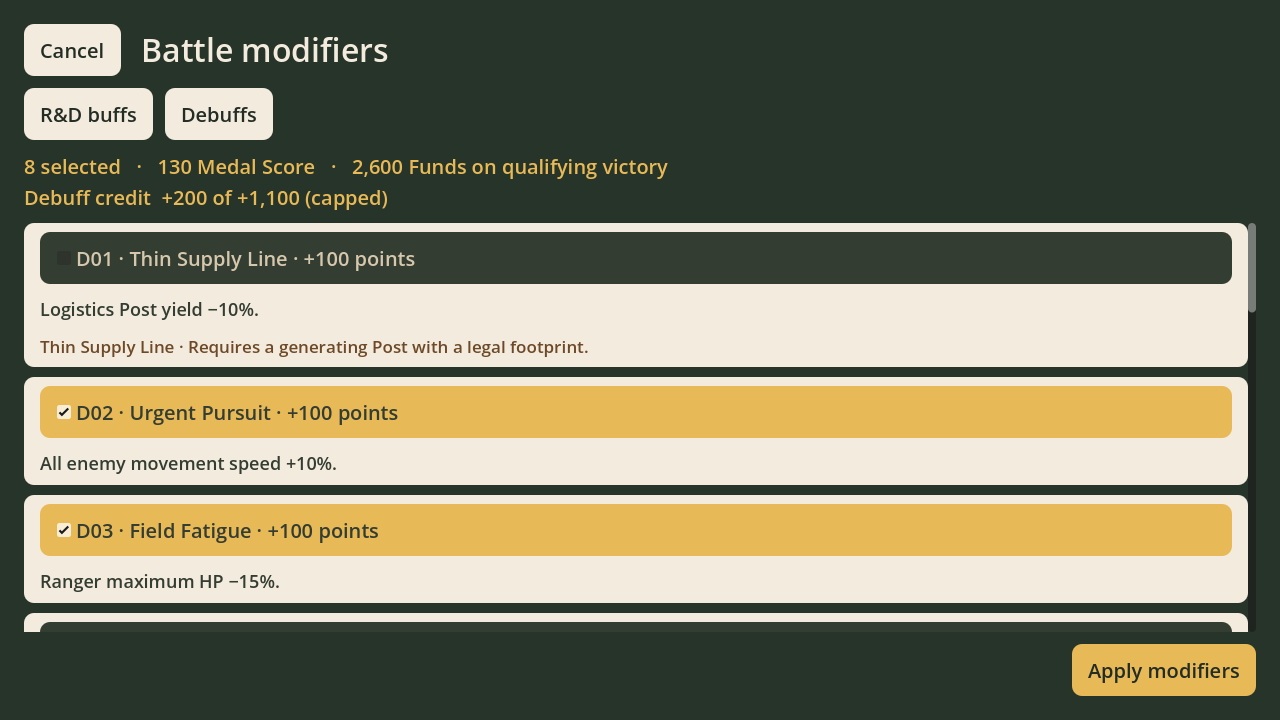 Cancel
Battle modifiers
R&D buffs
Debuffs
8 selected · 130 Medal Score · 2,600 Funds on qualifying victory
Debuff credit +200 of +1,100 (capped)
D01 · Thin Supply Line · +100 points
Logistics Post yield −10%.
Thin Supply Line · Requires a generating Post with a legal footprint.
D02 · Urgent Pursuit · +100 points
All enemy movement speed +10%.
D03 · Field Fatigue · +100 points
Ranger maximum HP −15%.
Apply modifiers